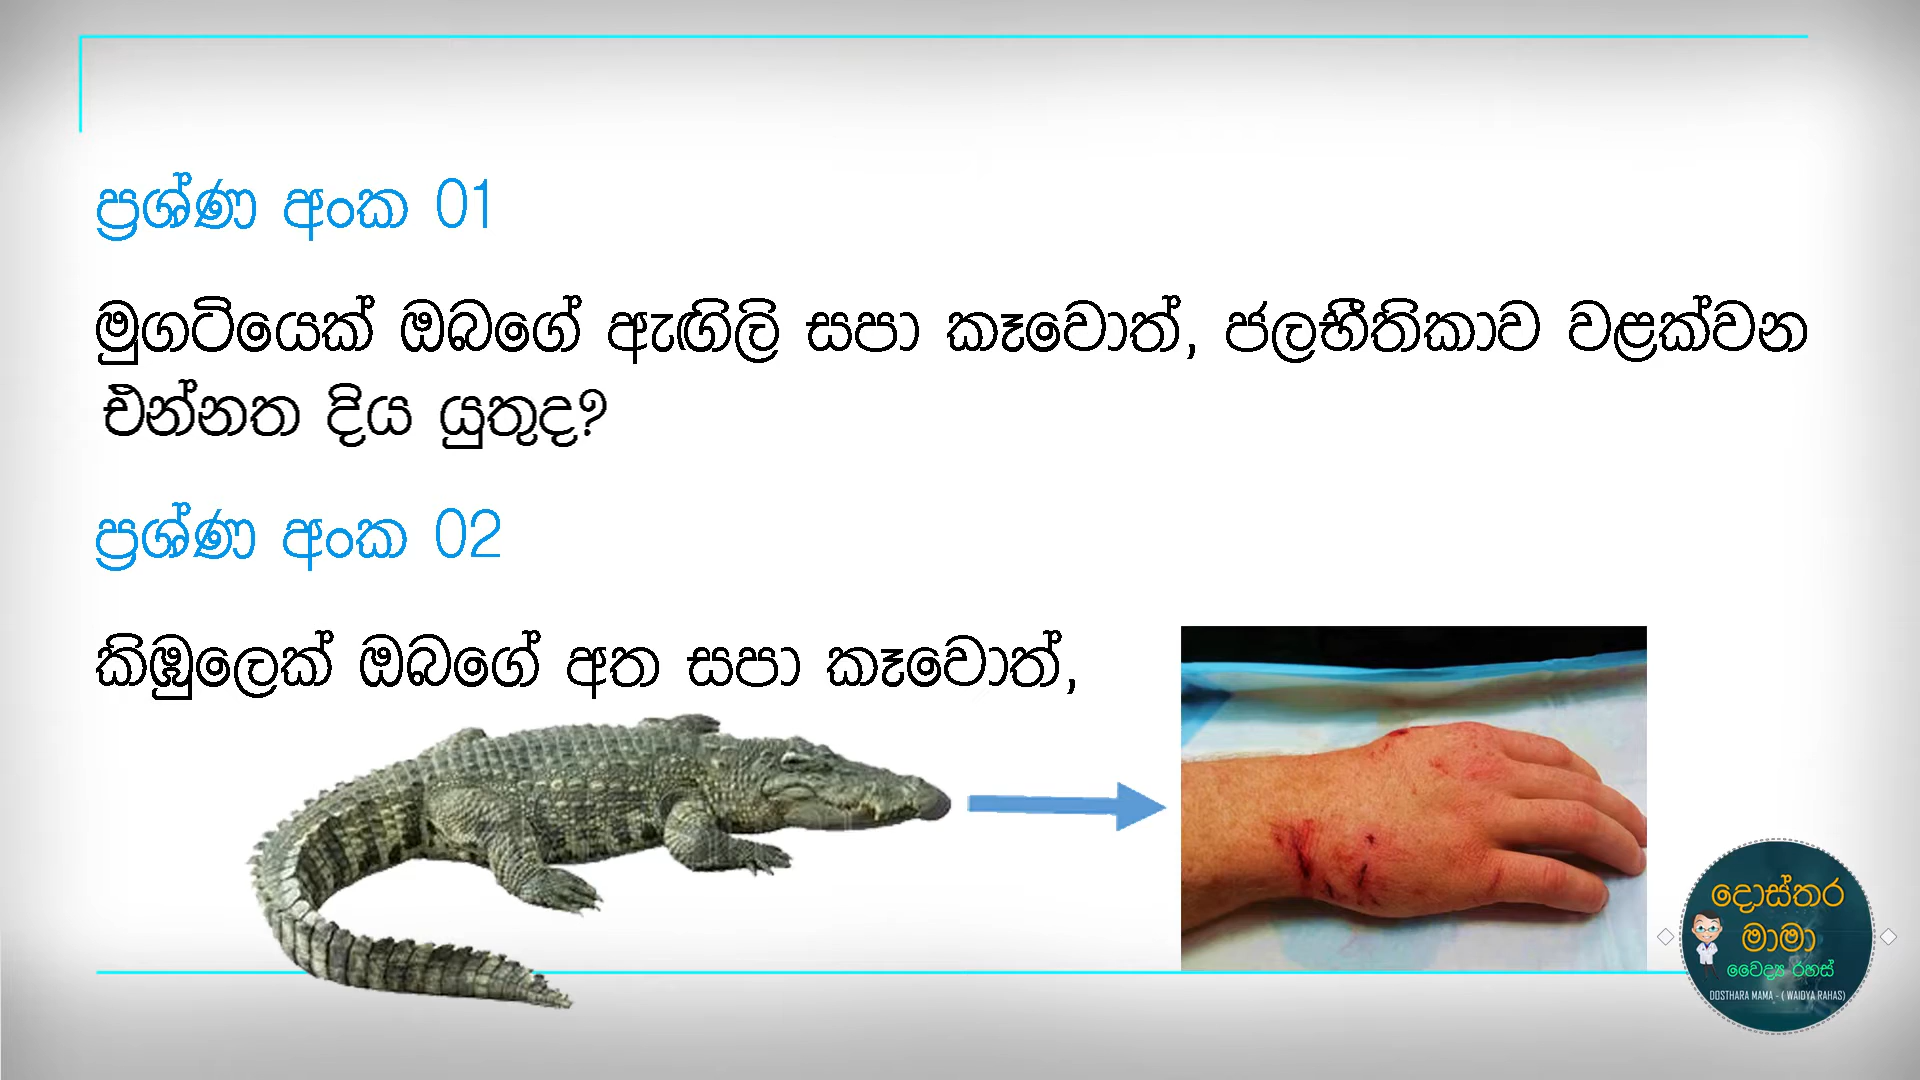 ප්‍රශ්ණ අංක 01
මුගටියෙක් ඔබගේ ඇඟිලි සපා කෑවොත්, ජලභීතිකාව වළක්වන
එන්නත දිය යුතුද?
ප්‍රශ්ණ අංක 02
කිඹුලෙක් ඔබගේ අත සපා කෑවොත්,
දොස්තර
මාමා
වෛද්‍ය රහස්
DOSTHARA MAMA - ( WAIDYA RAHAS)